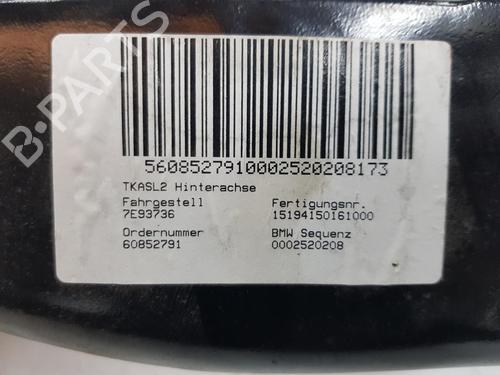 B-PARTS
5608527910002520208173
TKASL2 Hinterachse
Fahrgestell Fertigungsnr.
7E93736 15194150161000
Ordernummer BMW Sequenz
60852791 0002520208